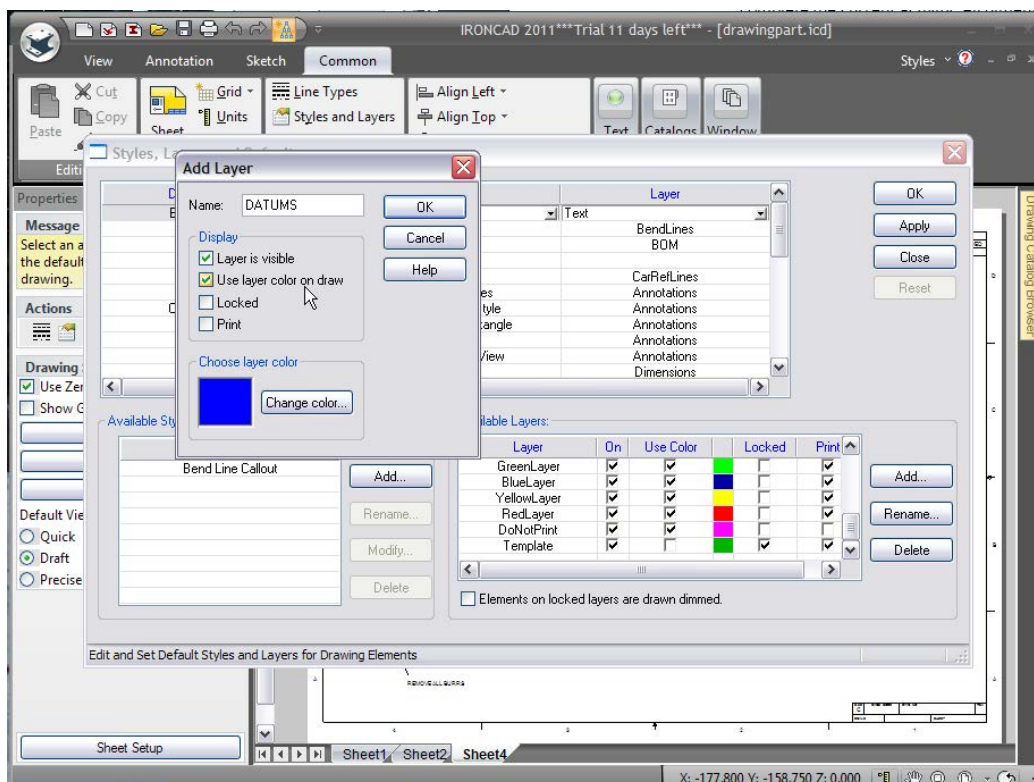 IRONCAD 2011***Trial 11 days left*** - [drawingpart.icd]
View Annotation Sketch Common Styles
Cut Grid Line Types Align Left
Copy Units Styles and Layers Align Top
Paste Sheet Text Catalogs Window
Editi
Properties
Message
Select an a
the default
drawing.
Actions
Drawing
Use Zer
Show G
Default Vie
Quick
Draft
Precise
Sheet Setup
Styles, La
Add Layer
Name: DATUMS
OK
Cancel
Help
Display
Layer is visible
Use layer color on draw
Locked
Print
Choose layer color
Change color...
Layer
Text
BendLines
BOM
CarRefLines
es Annotations
tyle Annotations
tangle Annotations
Annotations
View Annotations
Dimensions
OK
Apply
Close
Reset
Available Sty
Bend Line Callout
Add...
Rename...
Modify...
Delete
ilable Layers:
Layer On Use Color Locked Print
GreenLayer
BlueLayer
YellowLayer
RedLayer
DoNotPrint
Template
Add...
Rename...
Delete
Elements on locked layers are drawn dimmed.
Edit and Set Default Styles and Layers for Drawing Elements
Drawing Catalog Browser
REMOVE ALL BURRS
Sheet1 Sheet2 Sheet4
X: -177.800 Y: -158.750 Z: 0.000